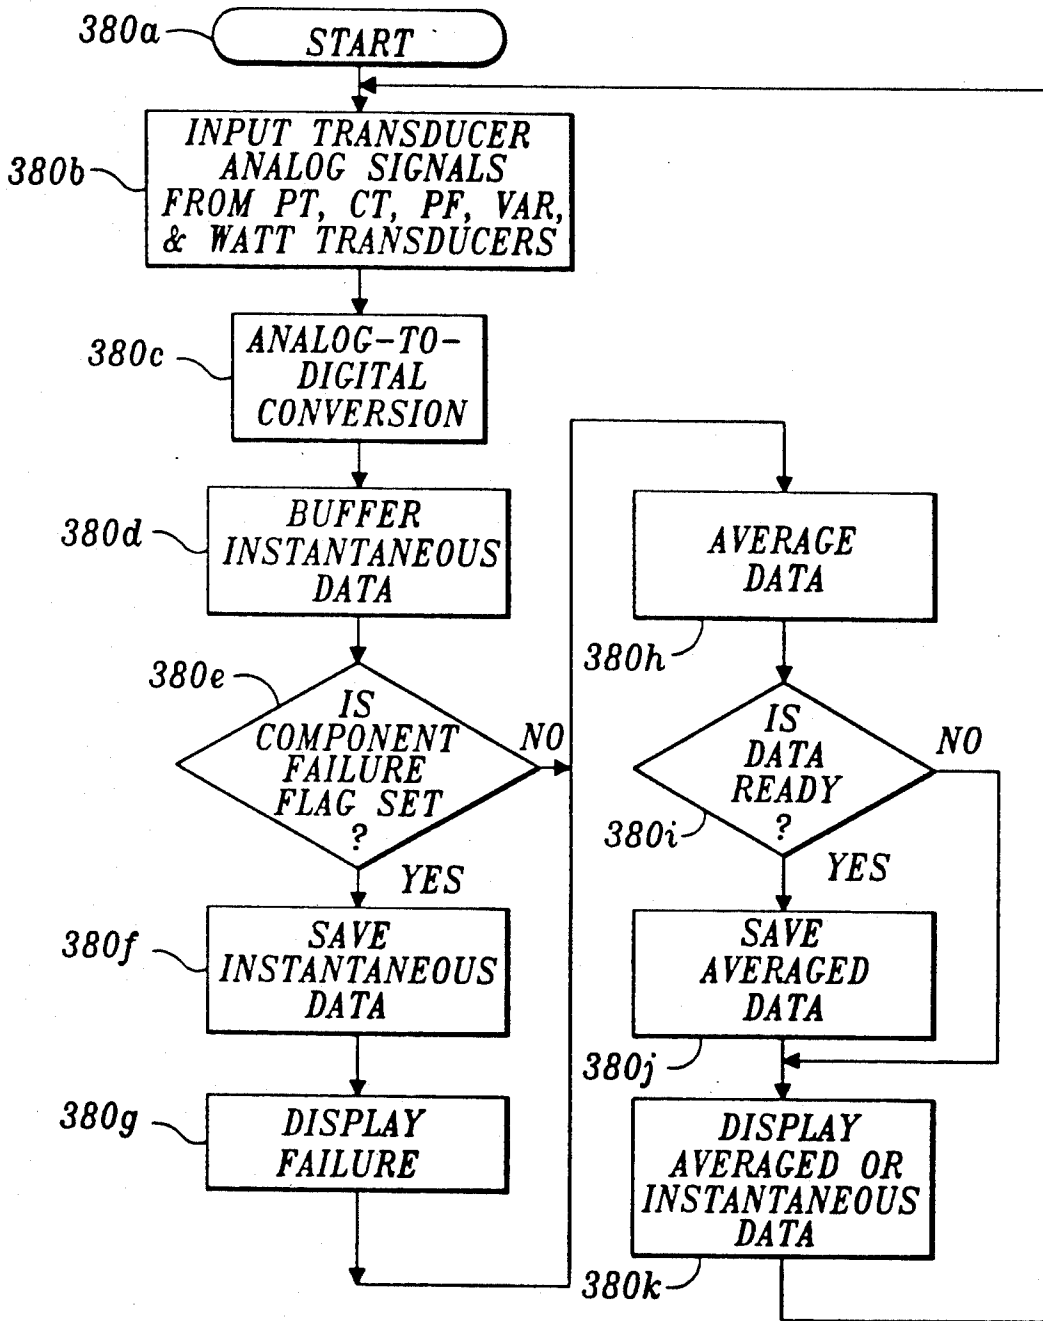 380a
START
380b
INPUT TRANSDUCER
ANALOG SIGNALS
FROM PT, CT, PF, VAR,
& WATT TRANSDUCERS
380c
ANALOG-TO-
DIGITAL
CONVERSION
380d
BUFFER
INSTANTANEOUS
DATA
380e
IS
COMPONENT
FAILURE
FLAG SET
?
NO
YES
380f
SAVE
INSTANTANEOUS
DATA
380g
DISPLAY
FAILURE
AVERAGE
DATA
380h
IS
DATA
READY
?
NO
380i
YES
SAVE
AVERAGED
DATA
380j
DISPLAY
AVERAGED OR
INSTANTANEOUS
DATA
380k